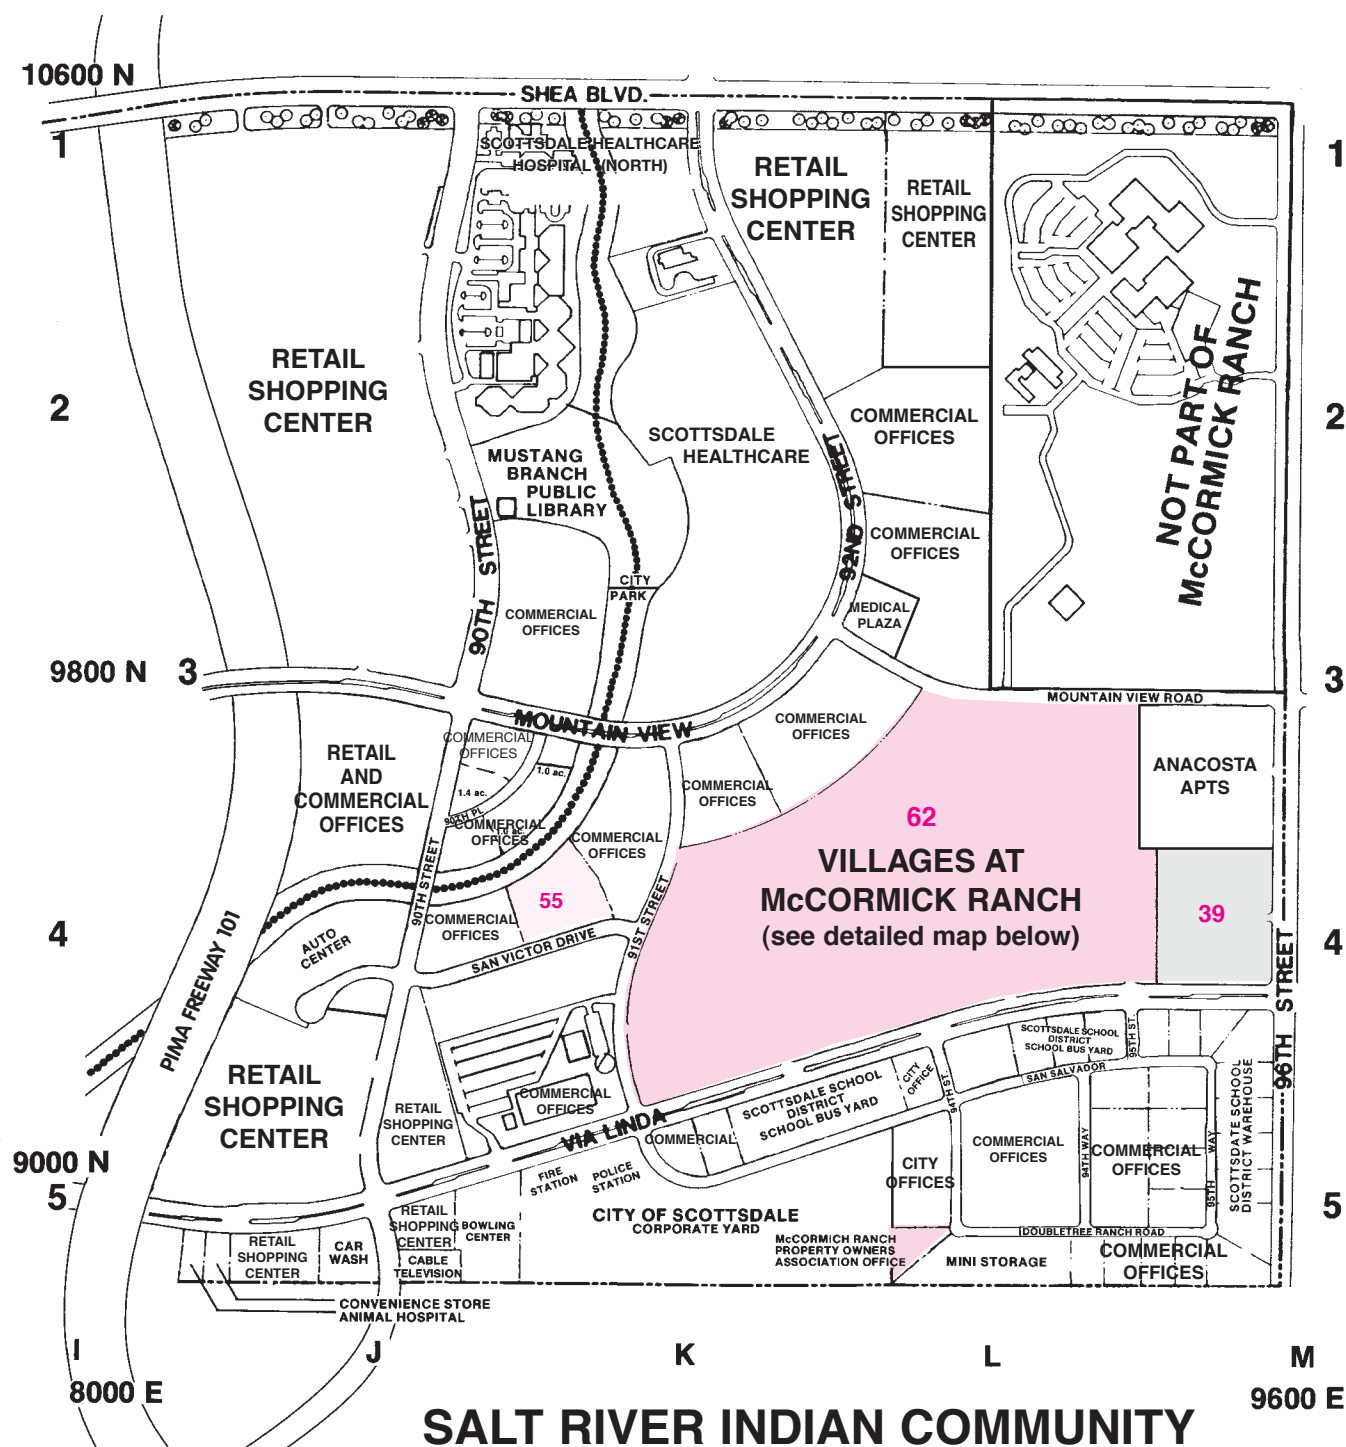 10600 N
SHEA BLVD.
1
1
SCOTTSDALE HEALTHCARE
HOSPITAL (NORTH)
RETAIL
SHOPPING
CENTER
RETAIL
SHOPPING
CENTER
NOT PART OF
McCORMICK RANCH
RETAIL
SHOPPING
CENTER
2
2
COMMERCIAL
OFFICES
SCOTTSDALE
HEALTHCARE
MUSTANG
BRANCH
PUBLIC
LIBRARY
90TH STREET
92ND STREET
COMMERCIAL
OFFICES
CITY
PARK
COMMERCIAL
OFFICES
MEDICAL
PLAZA
9800 N
3
3
MOUNTAIN VIEW ROAD
MOUNTAIN VIEW
COMMERCIAL
OFFICES
COMMERCIAL
OFFICES
RETAIL
AND
COMMERCIAL
OFFICES
1.0 ac.
1.4 ac.
90TH PL
COMMERCIAL
OFFICES
1.0 ac.
COMMERCIAL
OFFICES
COMMERCIAL
OFFICES
ANACOSTA
APTS
62
VILLAGES AT
McCORMICK RANCH
(see detailed map below)
55
39
90TH STREET
91ST STREET
COMMERCIAL
OFFICES
SAN VICTOR DRIVE
AUTO
CENTER
4
4
PIMA FREEWAY 101
96TH STREET
SCOTTSDALE SCHOOL
DISTRICT
SCHOOL BUS YARD
95TH ST.
SAN SALVADOR
CITY
OFFICE
94TH ST.
RETAIL
SHOPPING
CENTER
COMMERCIAL
OFFICES
RETAIL
SHOPPING
CENTER
SCOTTSDALE SCHOOL
DISTRICT
SCHOOL BUS YARD
VIA LINDA
COMMERCIAL
COMMERCIAL
OFFICES
94TH WAY
COMMERCIAL
OFFICES
95TH WAY
SCOTTSDATE SCHOOL
DISTRICT WAREHOUSE
9000 N
5
5
FIRE
STATION
POLICE
STATION
CITY
OFFICES
CITY OF SCOTTSDALE
CORPORATE YARD
RETAIL
SHOPPING
CENTER
BOWLING
CENTER
RETAIL
SHOPPING
CENTER
CAR
WASH
CABLE
TELEVISION
McCORMICH RANCH
PROPERTY OWNERS
ASSOCIATION OFFICE
DOUBLETREE RANCH ROAD
MINI STORAGE
COMMERCIAL
OFFICES
CONVENIENCE STORE
ANIMAL HOSPITAL
I
J
K
L
M
8000 E
9600 E
SALT RIVER INDIAN COMMUNITY